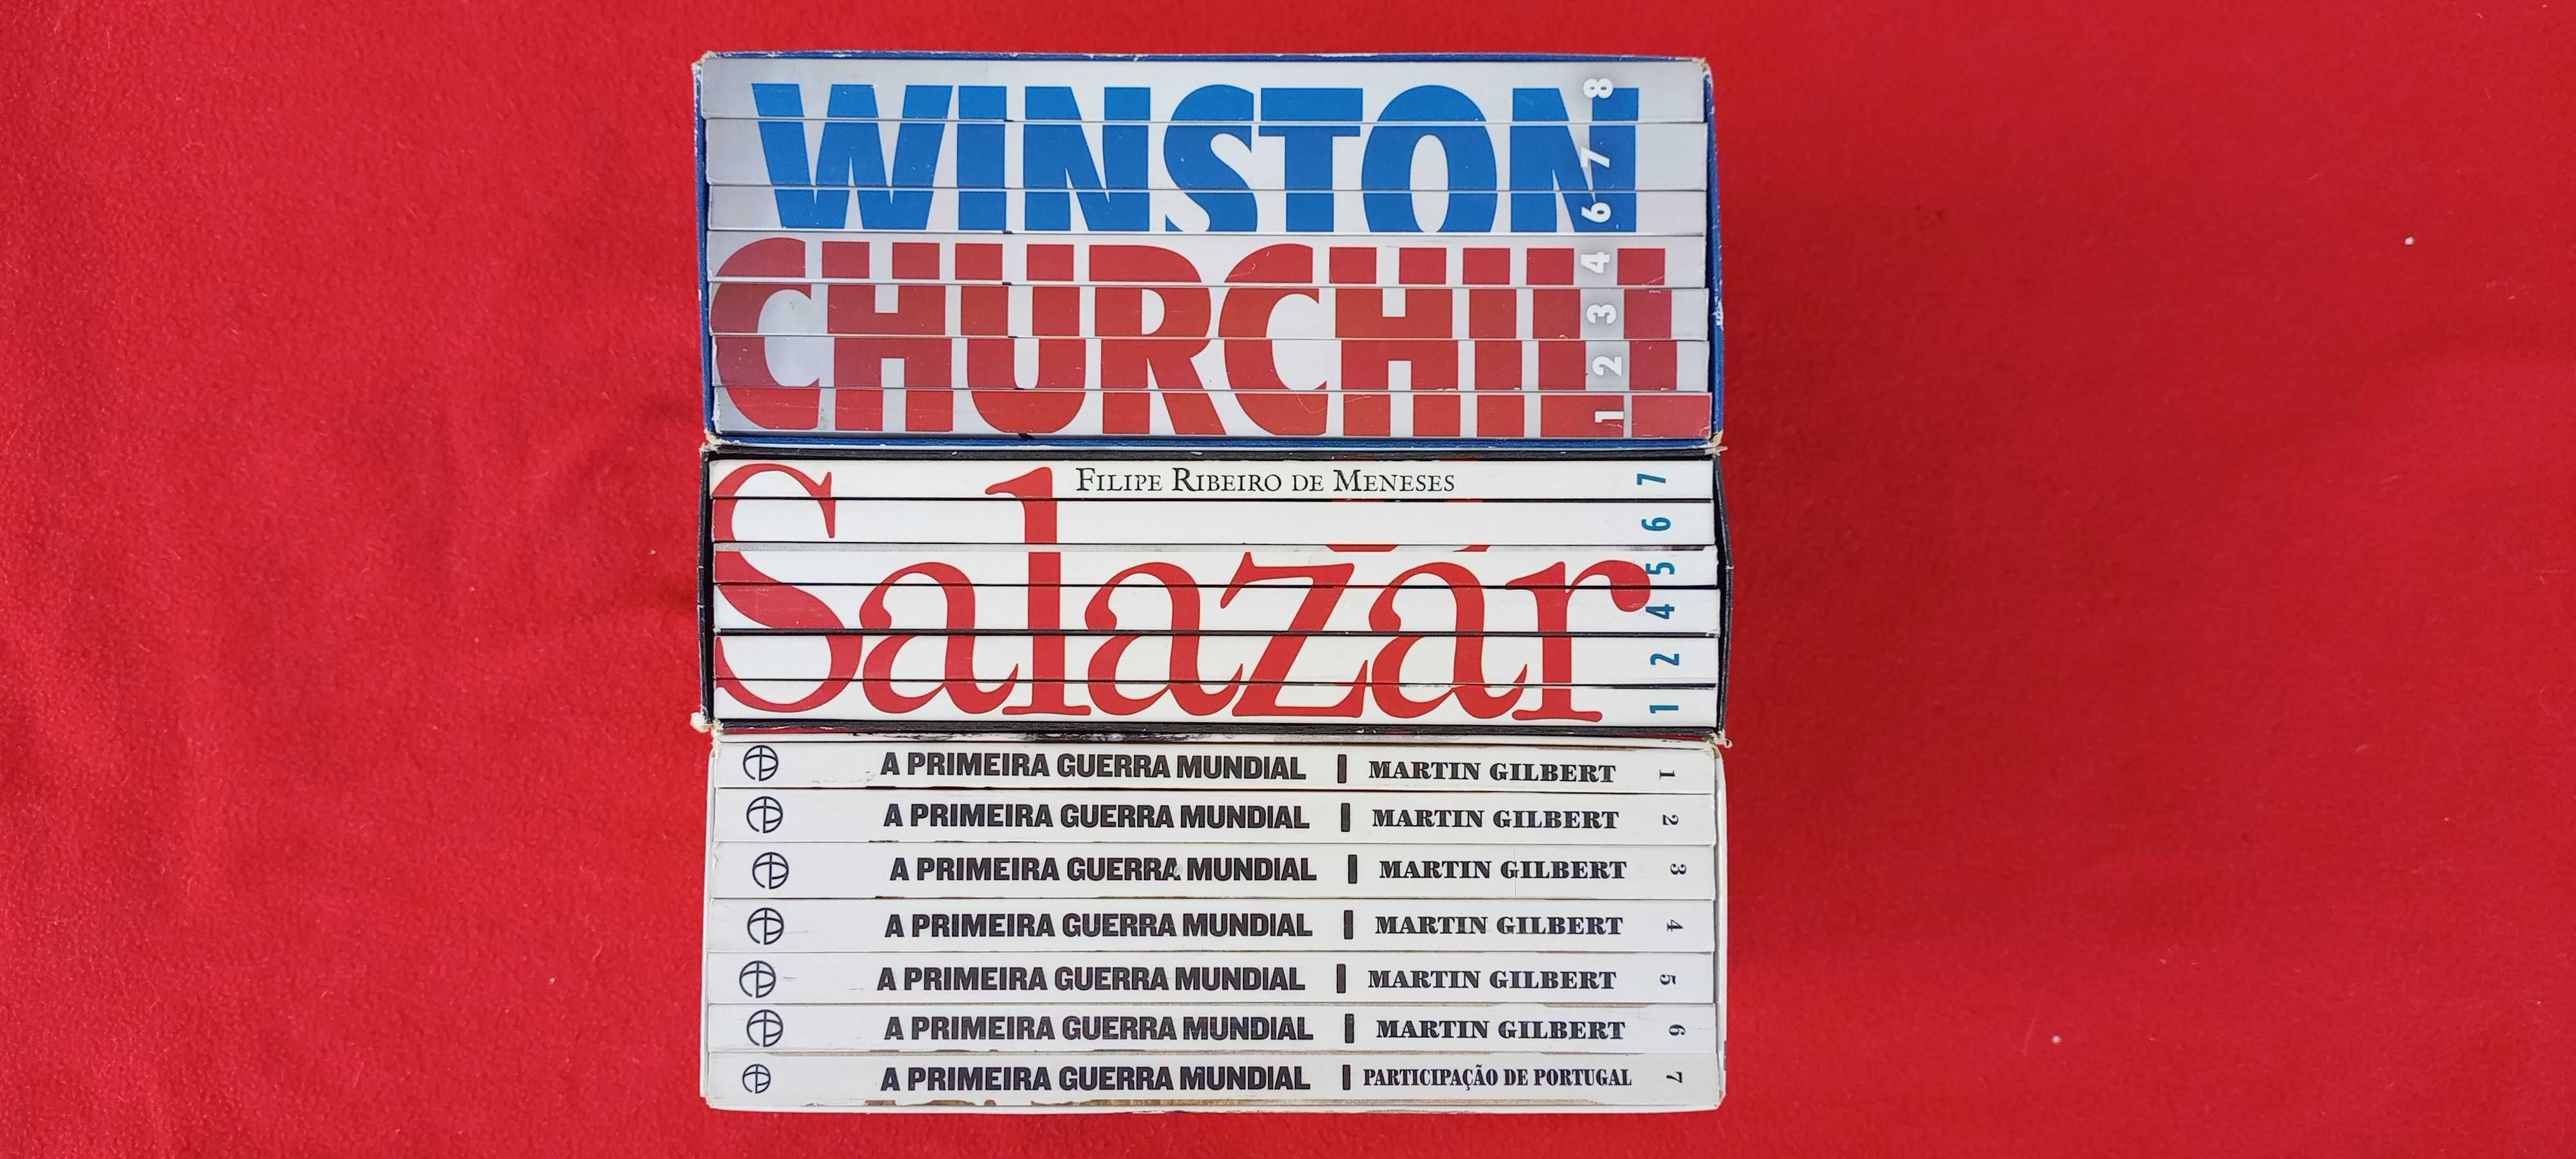 WINSTON
CHURCHILL
8
7
6
4
3
2
1
Salazar
FILIPE RIBEIRO DE MENESES 7
6
5
4
2
1
A PRIMEIRA GUERRA MUNDIAL | MARTIN GILBERT 1
A PRIMEIRA GUERRA MUNDIAL | MARTIN GILBERT 2
A PRIMEIRA GUERRA MUNDIAL | MARTIN GILBERT 3
A PRIMEIRA GUERRA MUNDIAL | MARTIN GILBERT 4
A PRIMEIRA GUERRA MUNDIAL | MARTIN GILBERT 5
A PRIMEIRA GUERRA MUNDIAL | MARTIN GILBERT 6
A PRIMEIRA GUERRA MUNDIAL | PARTICIPAÇÃO DE PORTUGAL 7